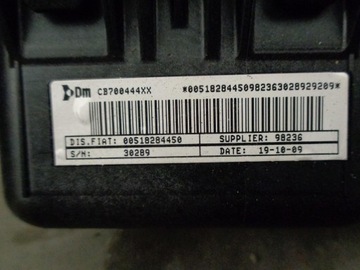 Dm CB700444XX *00518284450982363028929209*
DIS.FIAT: 00518284450 SUPPLIER: 98236
S/N: 30289 DATE: 19-10-09